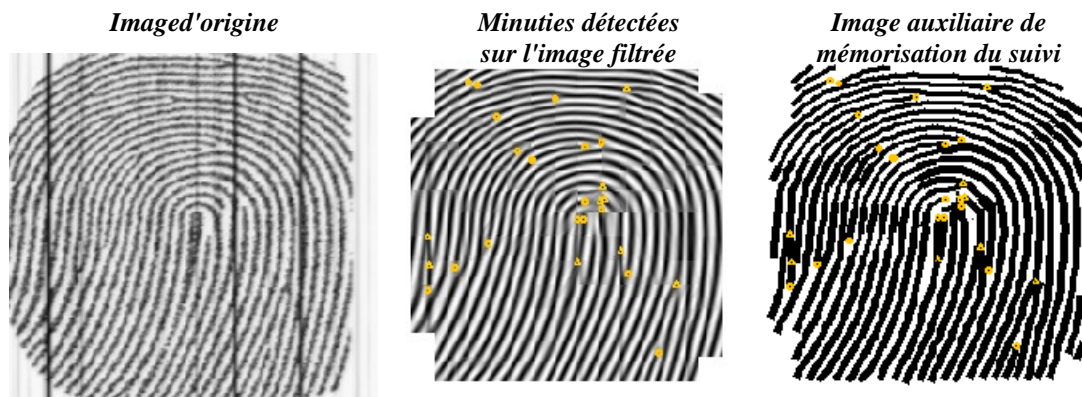 Imaged'origine
Minuties détectées
sur l'image filtrée
Image auxiliaire de
mémorisation du suivi